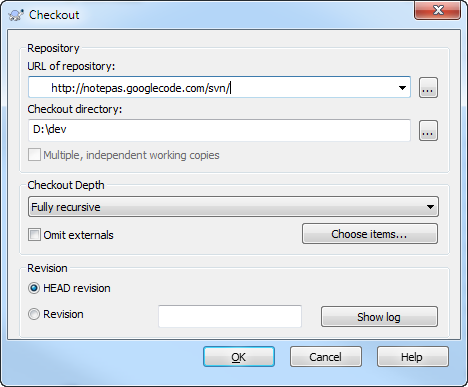 Checkout
Repository
URL of repository:
http://notepas.googlecode.com/svn/
...
Checkout directory:
D:\dev
...
Multiple, independent working copies
Checkout Depth
Fully recursive
Omit externals
Choose items...
Revision
HEAD revision
Revision
Show log
OK
Cancel
Help